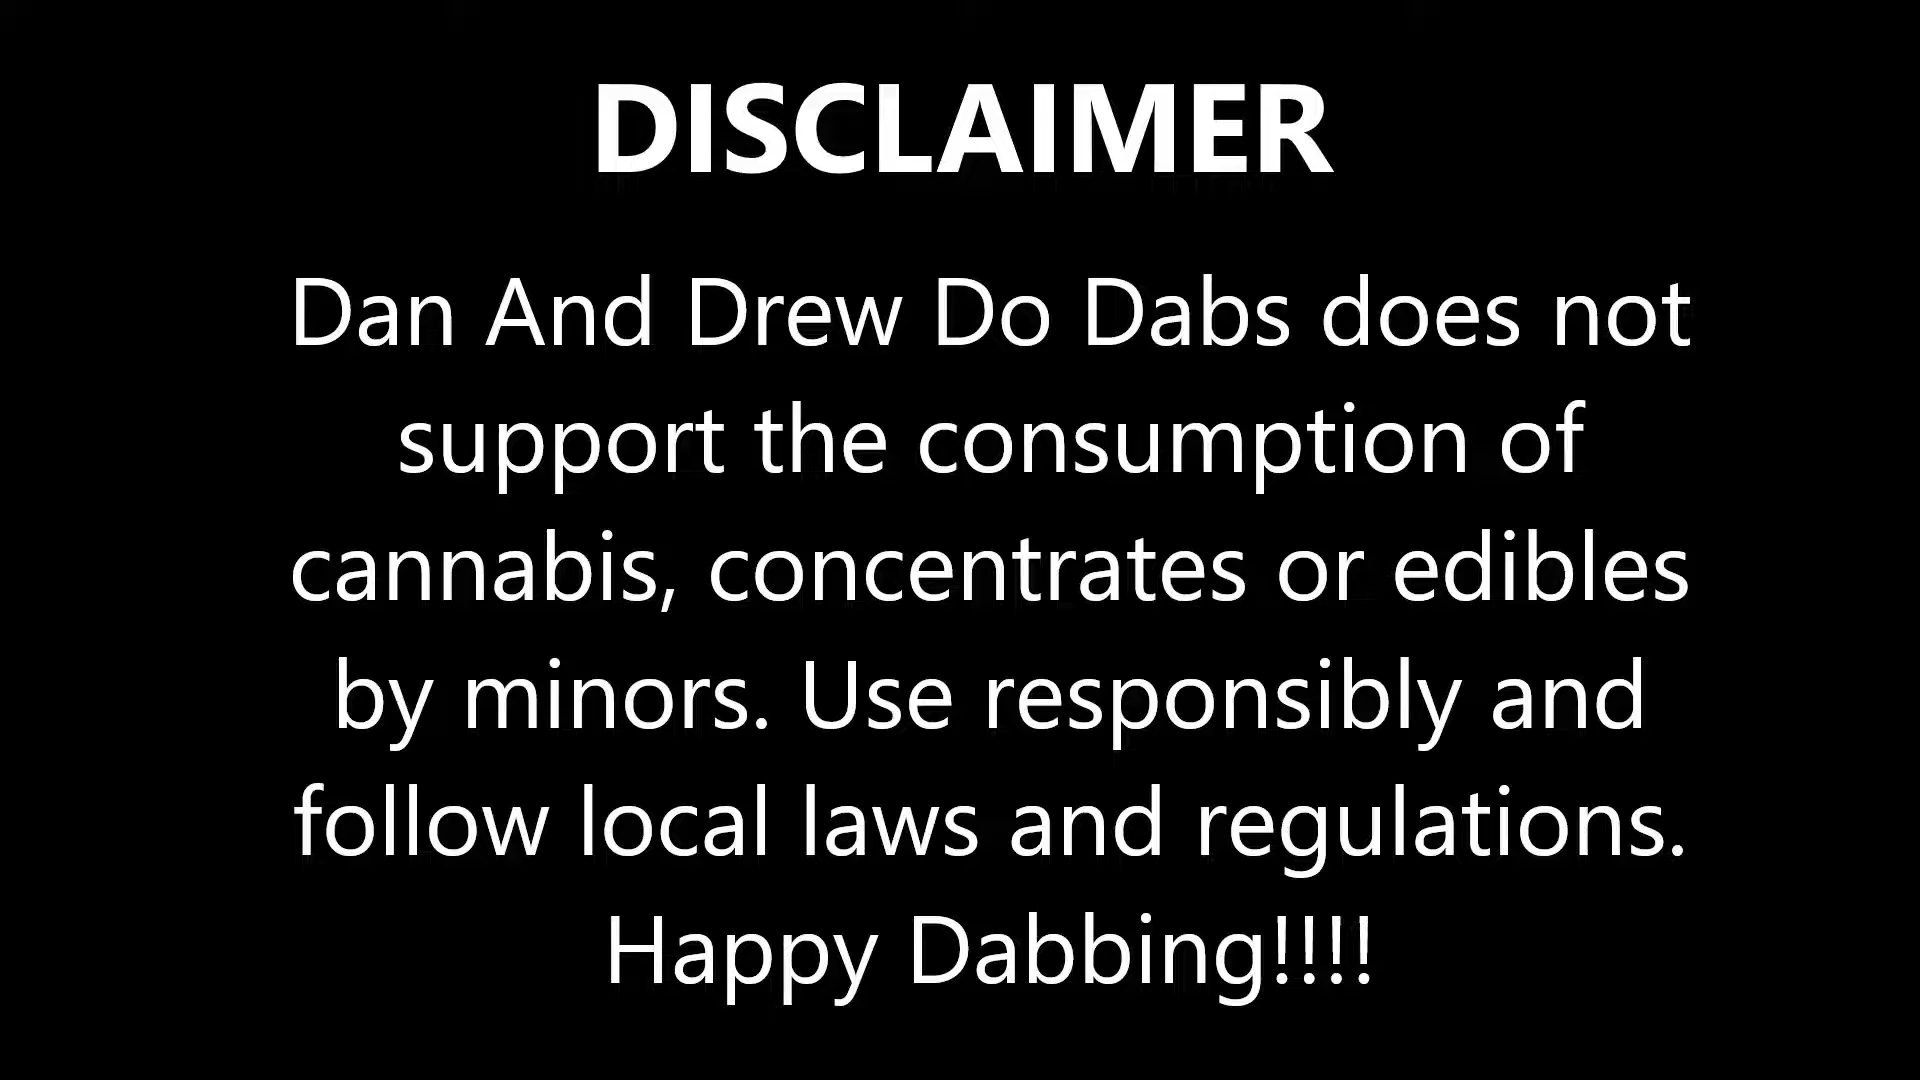 DISCLAIMER
Dan And Drew Do Dabs does not
support the consumption of
cannabis, concentrates or edibles
by minors. Use responsibly and
follow local laws and regulations.
Happy Dabbing!!!!